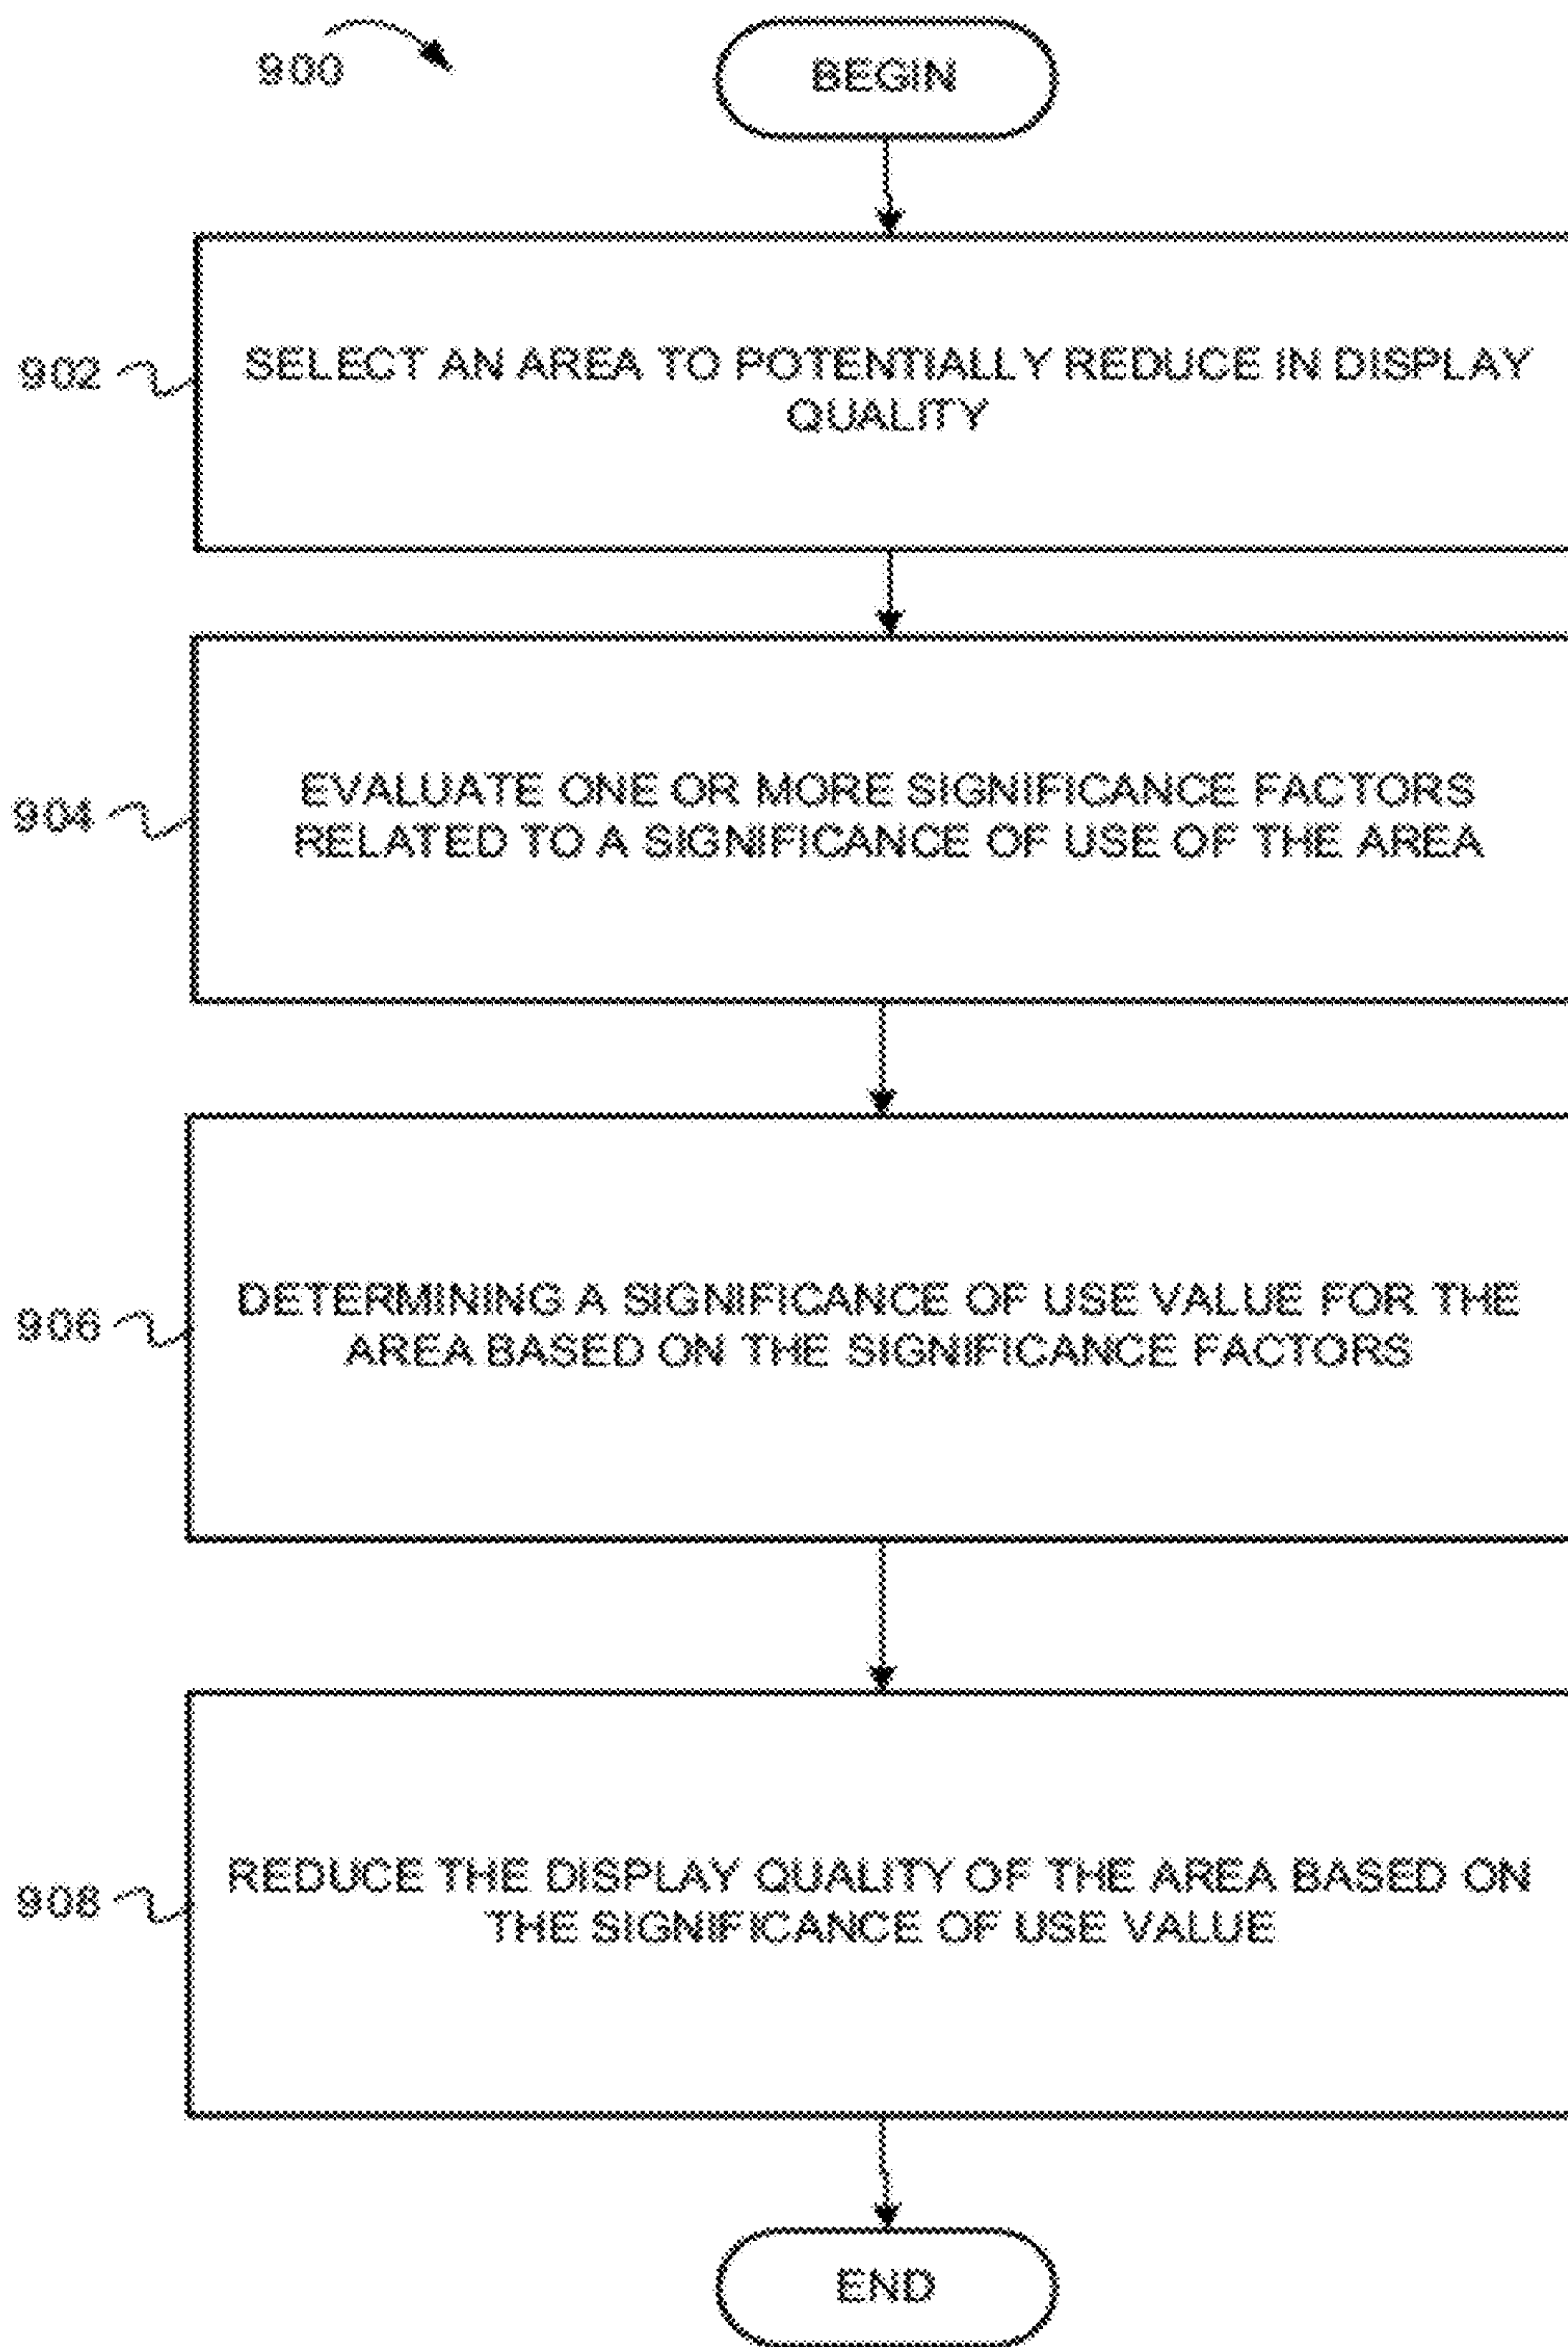 900
BEGIN
902
SELECT AN AREA TO POTENTIALLY REDUCE IN DISPLAY
QUALITY
904
EVALUATE ONE OR MORE SIGNIFICANCE FACTORS
RELATED TO A SIGNIFICANCE OF USE OF THE AREA
906
DETERMINING A SIGNIFICANCE OF USE VALUE FOR THE
AREA BASED ON THE SIGNIFICANCE FACTORS
908
REDUCE THE DISPLAY QUALITY OF THE AREA BASED ON
THE SIGNIFICANCE OF USE VALUE
END